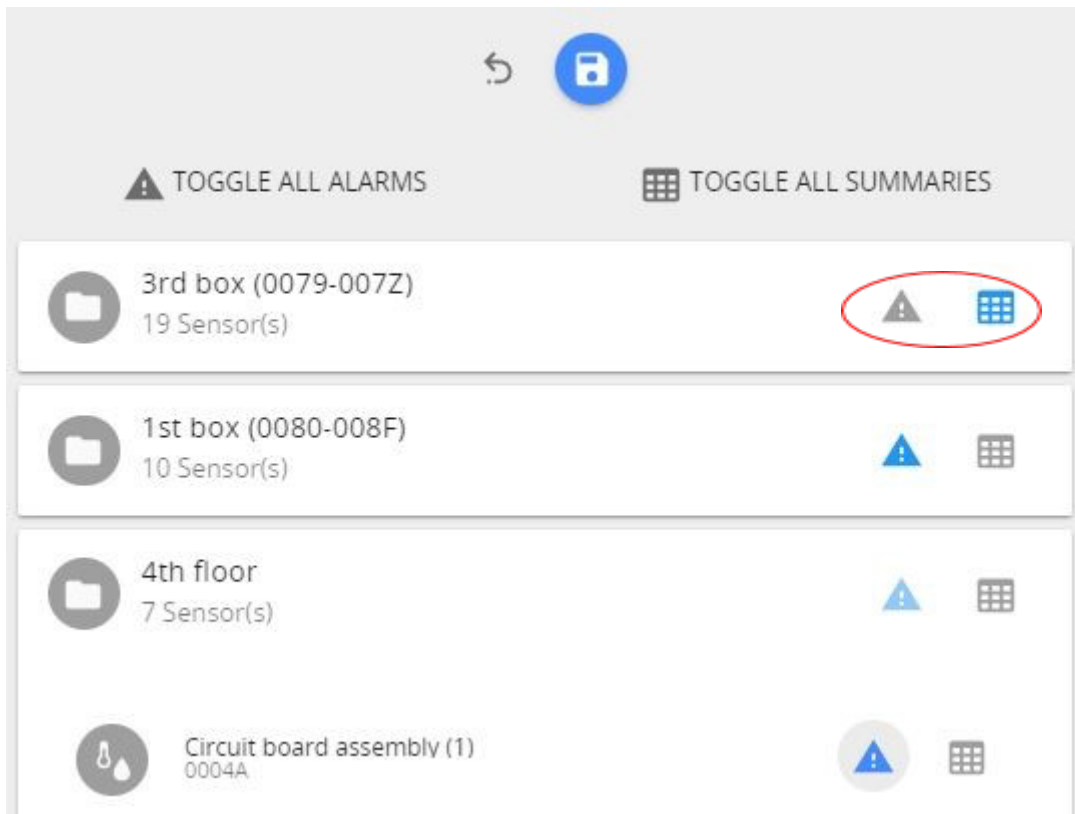 TOGGLE ALL ALARMS
TOGGLE ALL SUMMARIES
3rd box (0079-007Z)
19 Sensor(s)
1st box (0080-008F)
10 Sensor(s)
4th floor
7 Sensor(s)
Circuit board assembly (1)
0004A